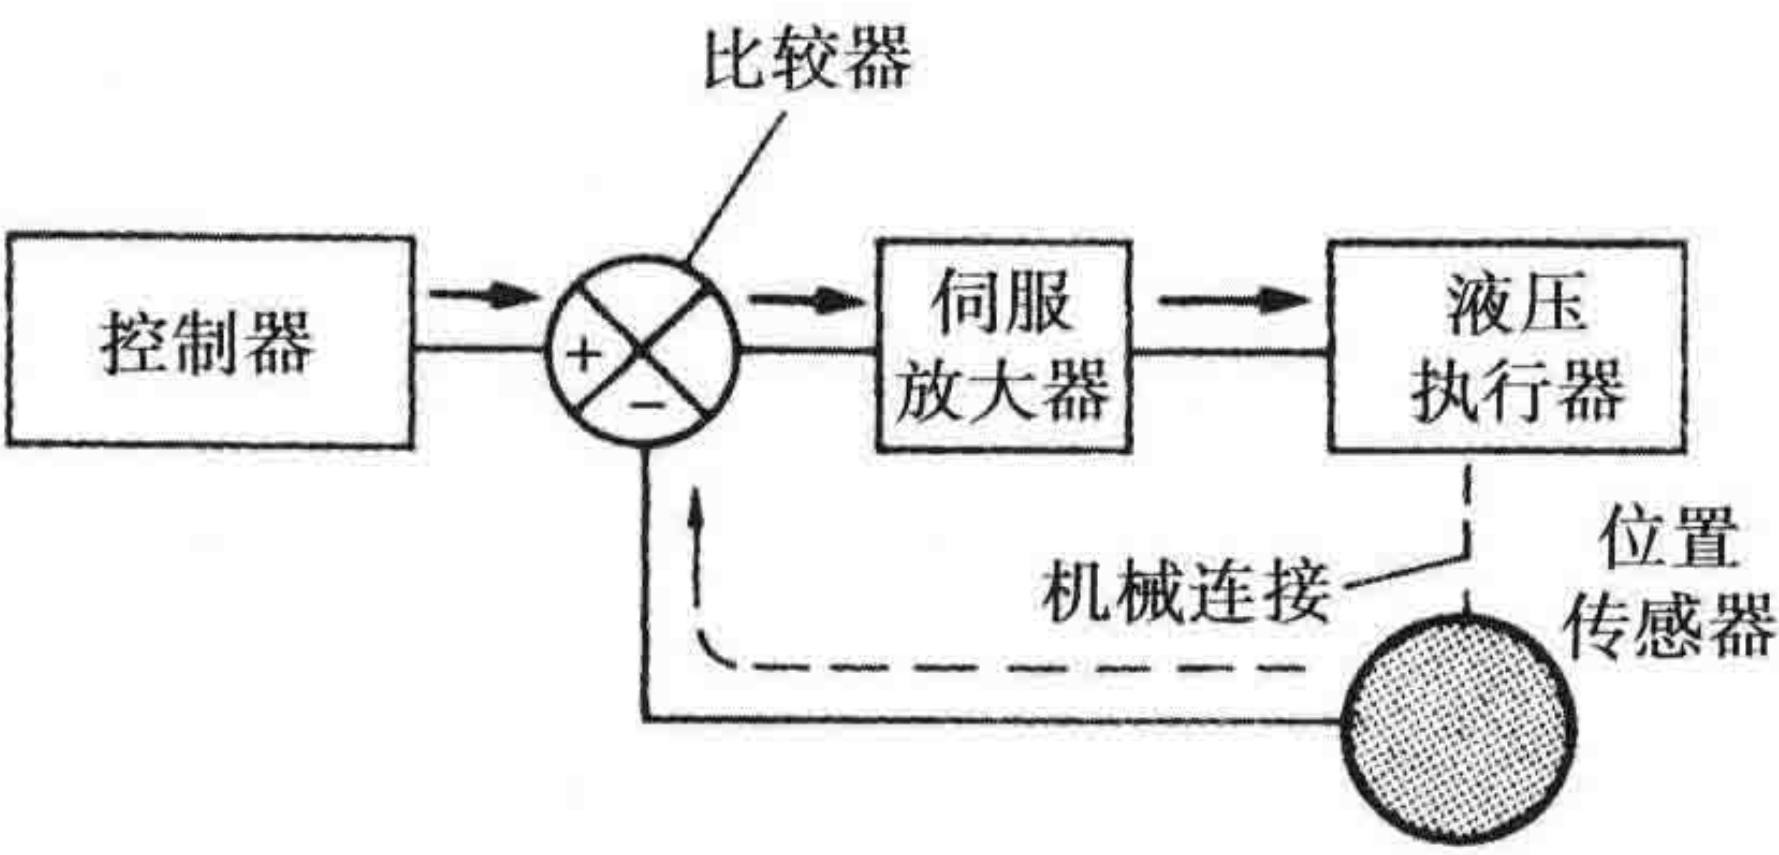 比较器
控制器
+
−
伺服
放大器
液压
执行器
机械连接
位置
传感器